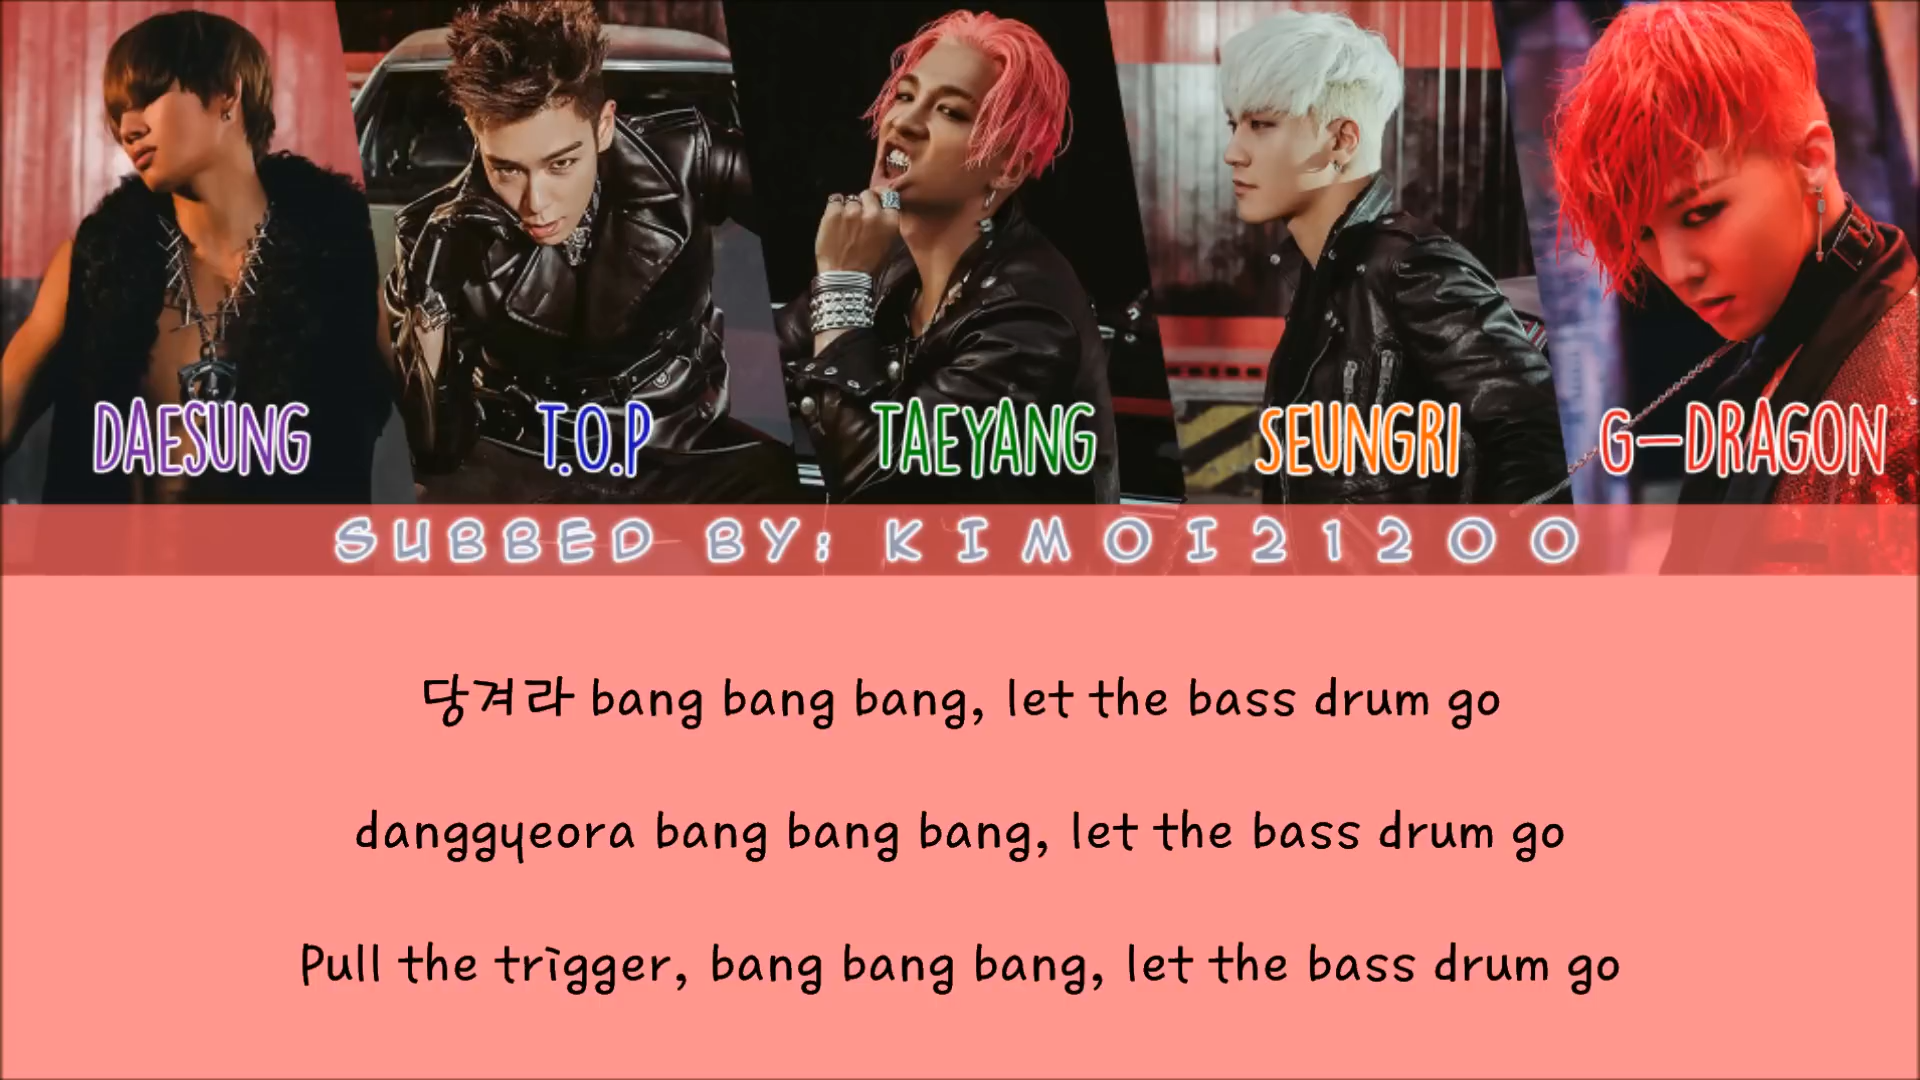 DAESUNG T.O.P TAEYANG SEUNGRI G-DRAGON
SUBBED BY: KIMOI21200
당겨라 bang bang bang, let the bass drum go
danggyeora bang bang bang, let the bass drum go
Pull the trigger, bang bang bang, let the bass drum go